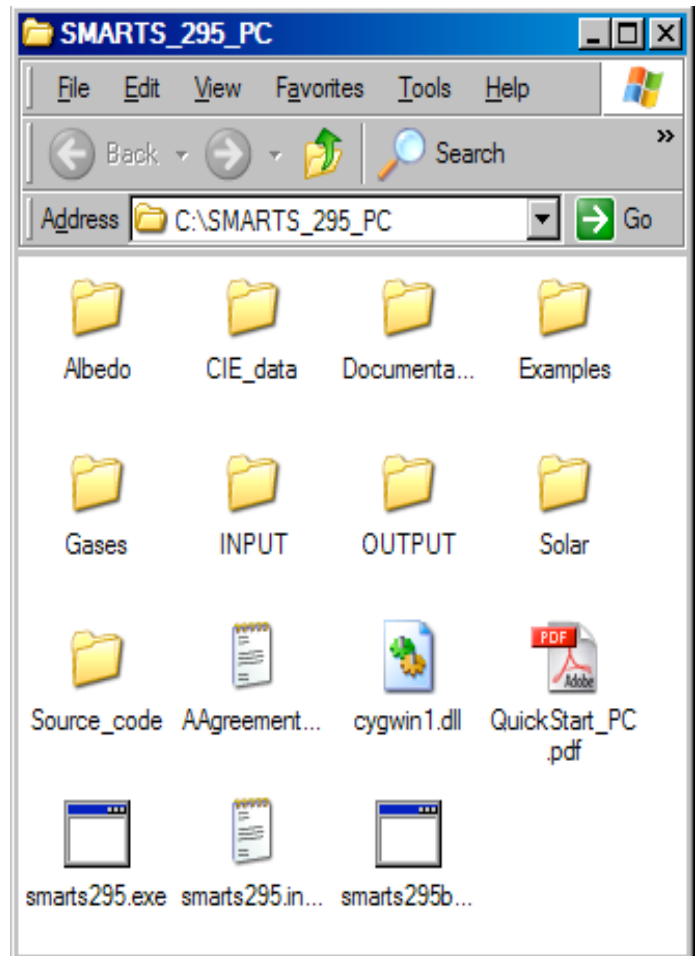 SMARTS_295_PC
File Edit View Favorites Tools Help
Back Search »
Address C:\SMARTS_295_PC Go
Albedo CIE_data Documenta... Examples
Gases INPUT OUTPUT Solar
PDF
Adobe
Source_code AAgreement... cygwin1.dll QuickStart_PC
.pdf
smarts295.exe smarts295.in... smarts295b...